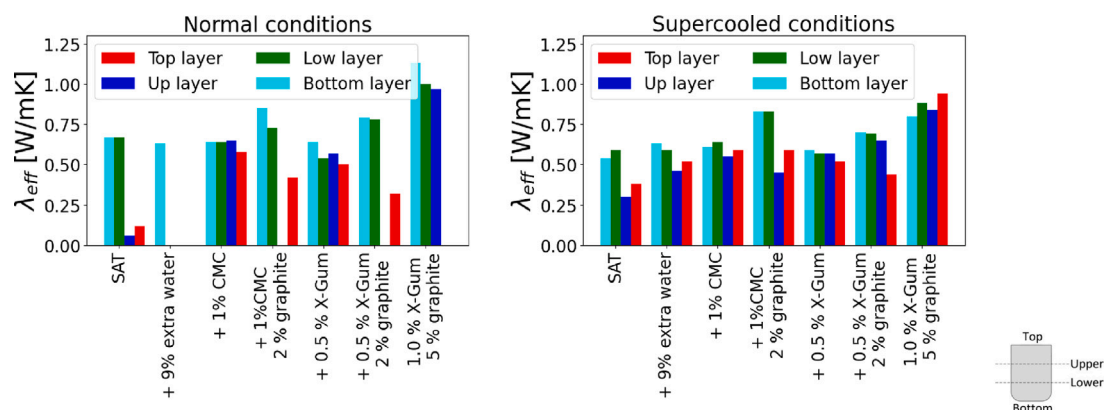 Normal conditions
λeff [W/mK]
1.25
1.00
0.75
0.50
0.25
0.00
Top layer
Up layer
Low layer
Bottom layer
SAT
+ 9% extra water
+ 1% CMC
+ 1%CMC
2 % graphite
+ 0.5 % X-Gum
+ 0.5 % X-Gum
2 % graphite
1.0 % X-Gum
5 % graphite
Supercooled conditions
λeff [W/mK]
1.25
1.00
0.75
0.50
0.25
0.00
Top layer
Up layer
Low layer
Bottom layer
SAT
+ 9% extra water
+ 1% CMC
+ 1%CMC
2 % graphite
+ 0.5 % X-Gum
+ 0.5 % X-Gum
2 % graphite
1.0 % X-Gum
5 % graphite
Top
Upper
Lower
Bottom